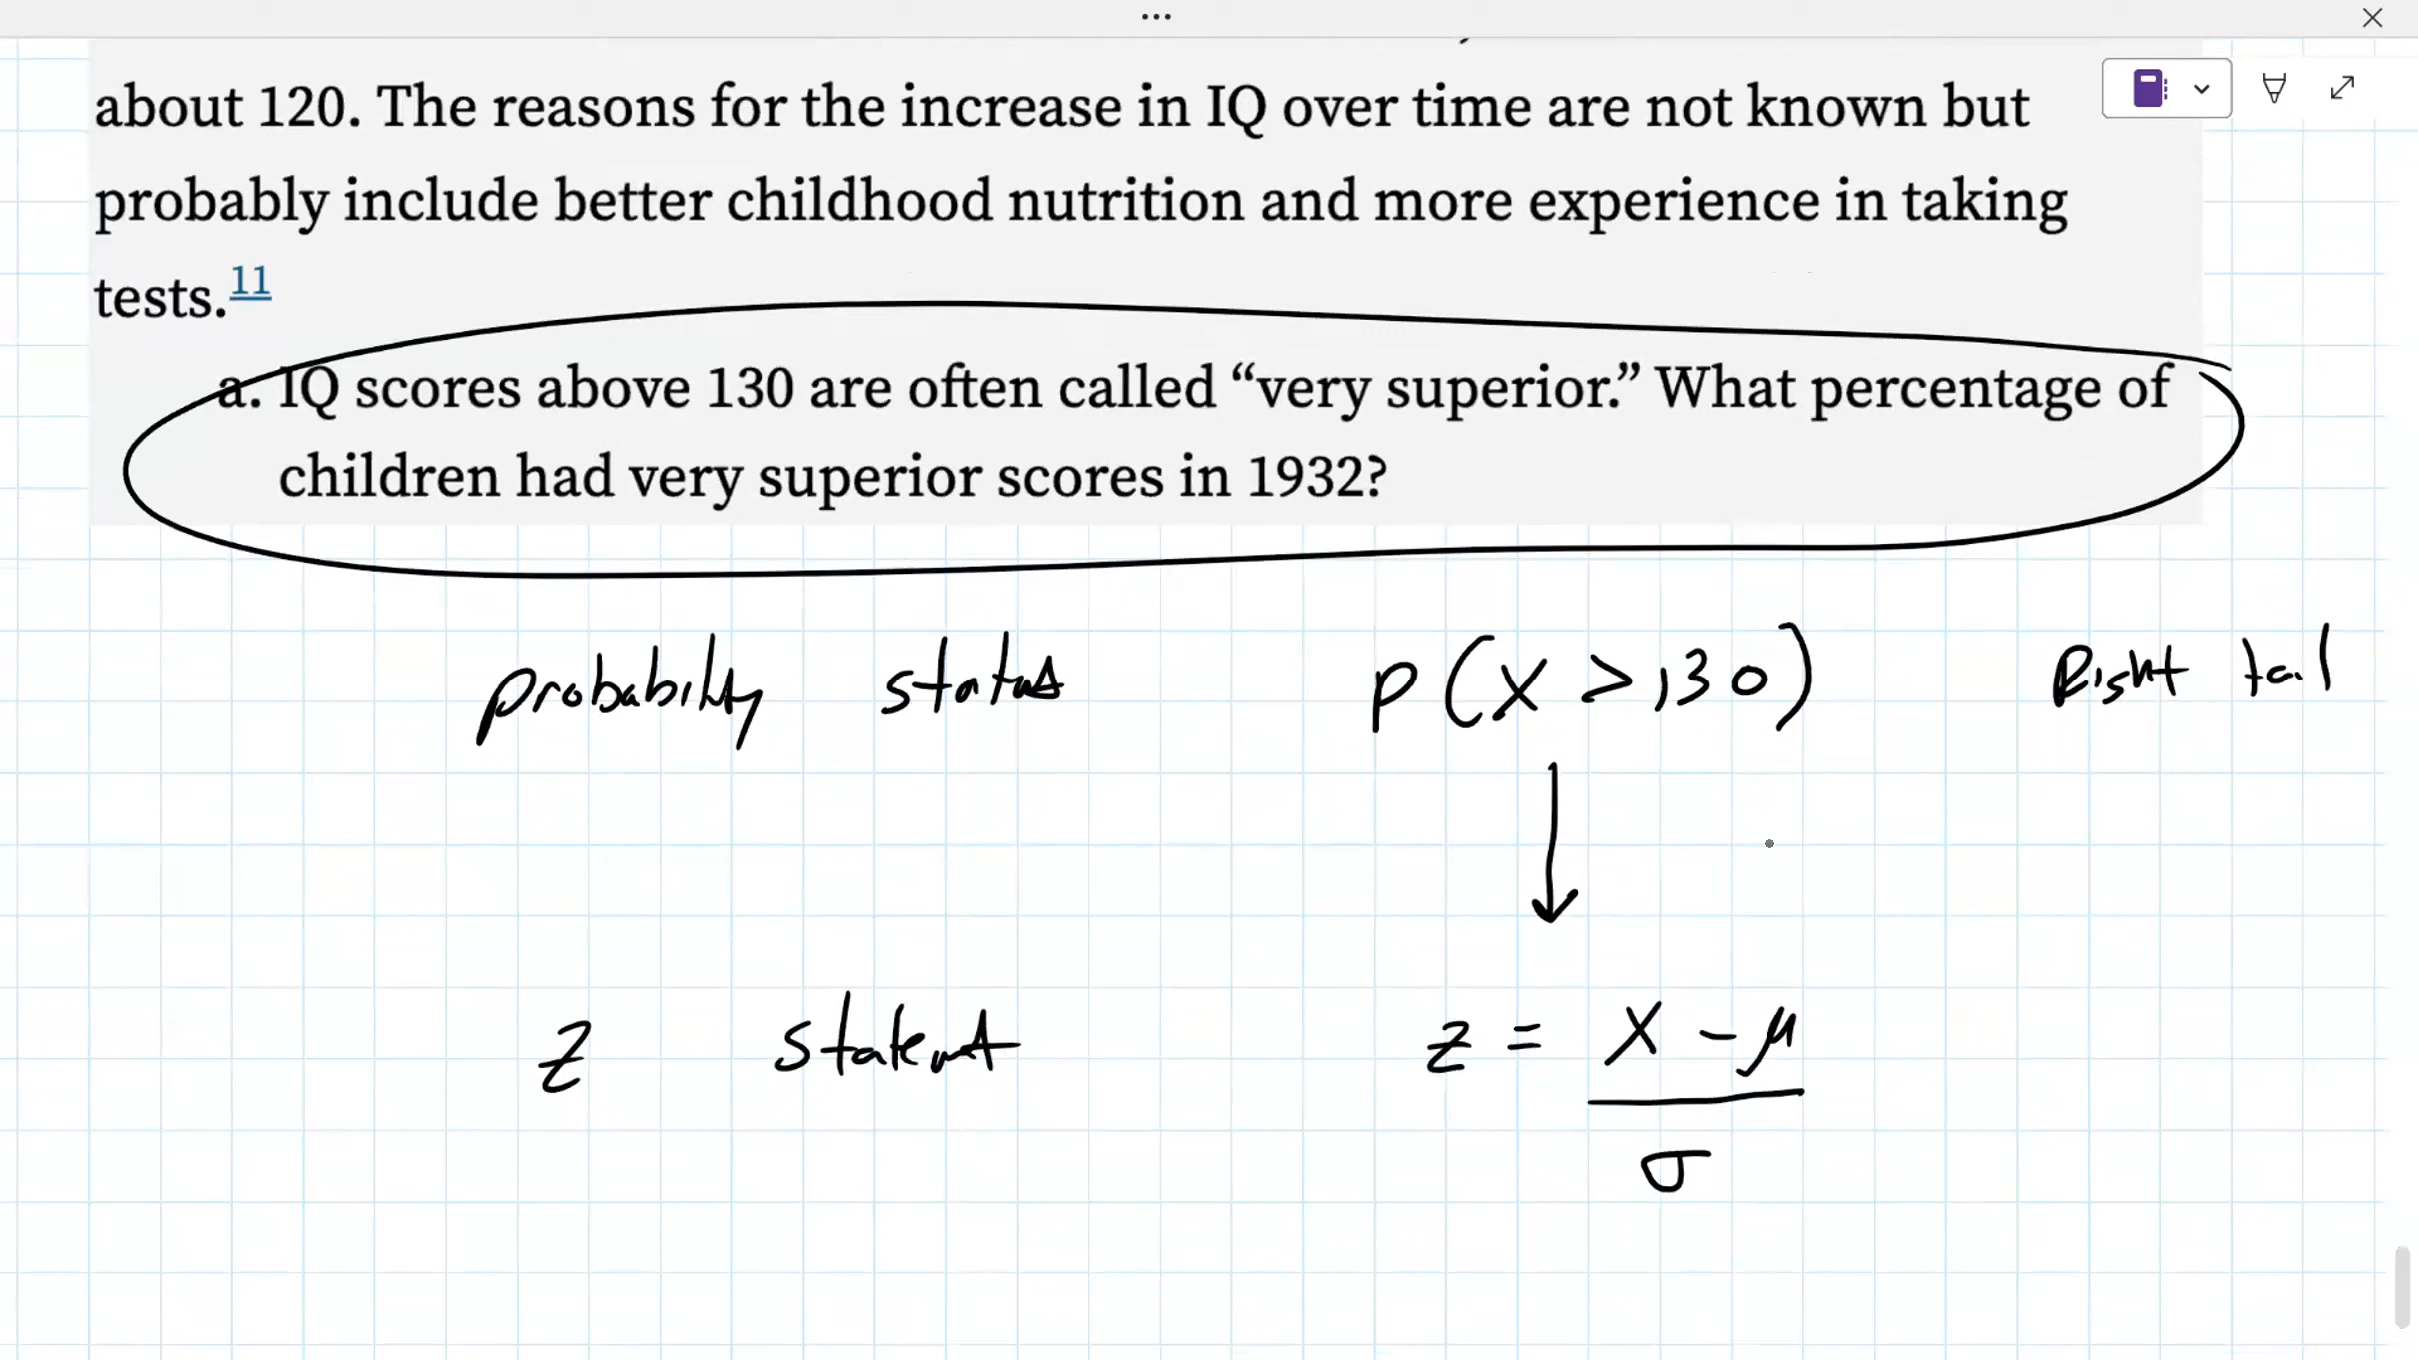 about 120. The reasons for the increase in IQ over time are not known but
probably include better childhood nutrition and more experience in taking
tests.11
a. IQ scores above 130 are often called “very superior.” What percentage of
children had very superior scores in 1932?
probability P(X > 130) Right tail
Z z = X - μ
σ